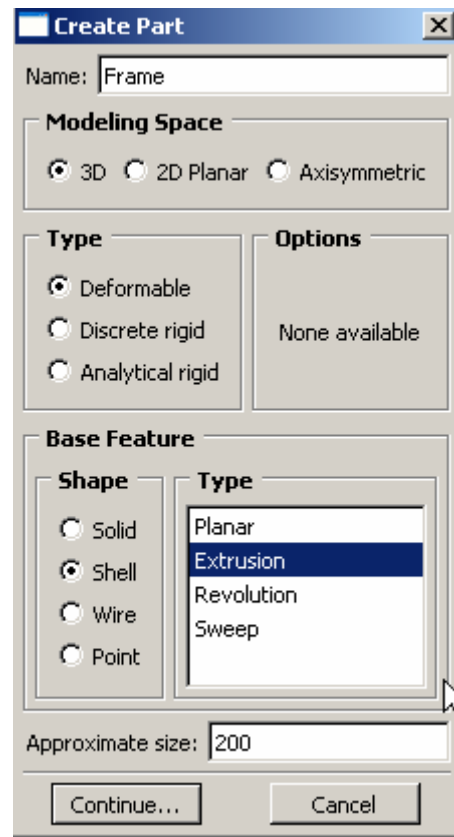 Create Part
Name: Frame
Modeling Space
3D 2D Planar Axisymmetric
Type
Deformable
Discrete rigid
Analytical rigid
Options
None available
Base Feature
Shape
Solid
Shell
Wire
Point
Type
Planar
Extrusion
Revolution
Sweep
Approximate size: 200
Continue... Cancel